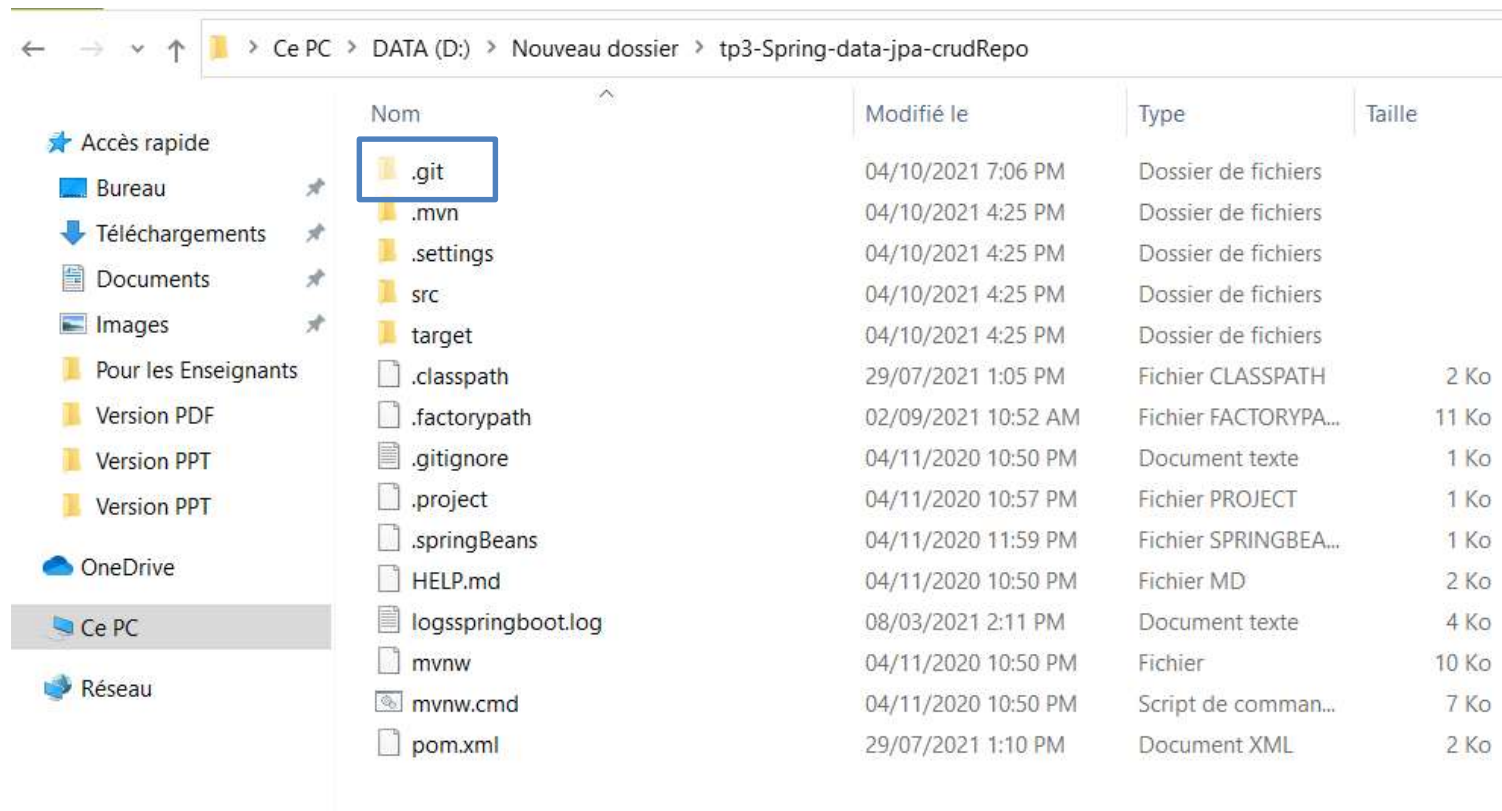 Ce PC > DATA (D:) > Nouveau dossier > tp3-Spring-data-jpa-crudRepo
Accès rapide
Bureau
Téléchargements
Documents
Images
Pour les Enseignants
Version PDF
Version PPT
Version PPT
OneDrive
Ce PC
Réseau
Nom Modifié le Type Taille
.git 04/10/2021 7:06 PM Dossier de fichiers
.mvn 04/10/2021 4:25 PM Dossier de fichiers
.settings 04/10/2021 4:25 PM Dossier de fichiers
src 04/10/2021 4:25 PM Dossier de fichiers
target 04/10/2021 4:25 PM Dossier de fichiers
.classpath 29/07/2021 1:05 PM Fichier CLASSPATH 2 Ko
.factorypath 02/09/2021 10:52 AM Fichier FACTORYPA... 11 Ko
.gitignore 04/11/2020 10:50 PM Document texte 1 Ko
.project 04/11/2020 10:57 PM Fichier PROJECT 1 Ko
.springBeans 04/11/2020 11:59 PM Fichier SPRINGBEA... 1 Ko
HELP.md 04/11/2020 10:50 PM Fichier MD 2 Ko
logsspringboot.log 08/03/2021 2:11 PM Document texte 4 Ko
mvnw 04/11/2020 10:50 PM Fichier 10 Ko
mvnw.cmd 04/11/2020 10:50 PM Script de comman... 7 Ko
pom.xml 29/07/2021 1:10 PM Document XML 2 Ko